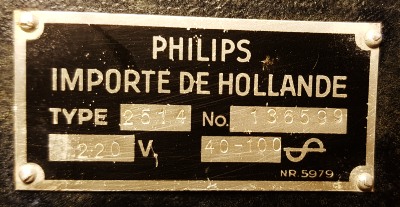 PHILIPS
IMPORTE DE HOLLANDE
TYPE 2514 No. 136599
220 V. 40-100
NR.5979